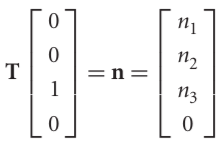 T [0 0 1 0] = n = [n₁ n₂ n₃ 0]